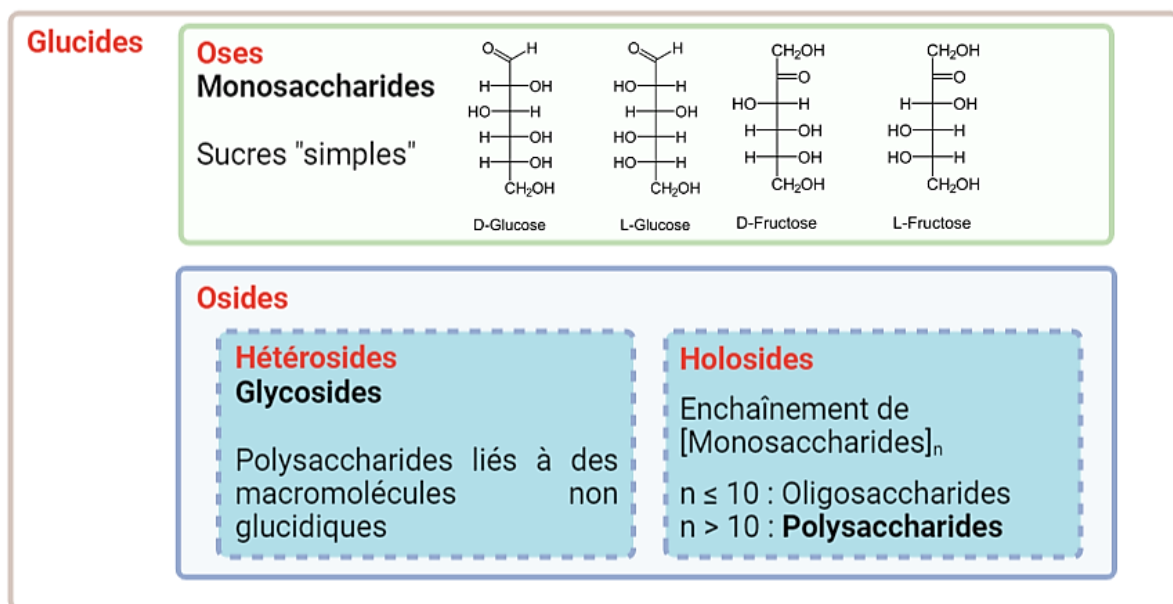 Glucides
Oses
Monosaccharides
Sucres "simples"
O H
H OH
HO H
H OH
H OH
CH₂OH
D-Glucose
O H
HO H
H OH
HO H
HO H
CH₂OH
L-Glucose
CH₂OH
O
HO H
H OH
H OH
CH₂OH
D-Fructose
CH₂OH
O
H OH
HO H
HO H
CH₂OH
L-Fructose
Osides
Hétérosides
Glycosides
Polysaccharides liés à des
macromolécules non
glucidiques
Holosides
Enchaînement de
[Monosaccharides]ₙ
n ≤ 10 : Oligosaccharides
n > 10 : Polysaccharides